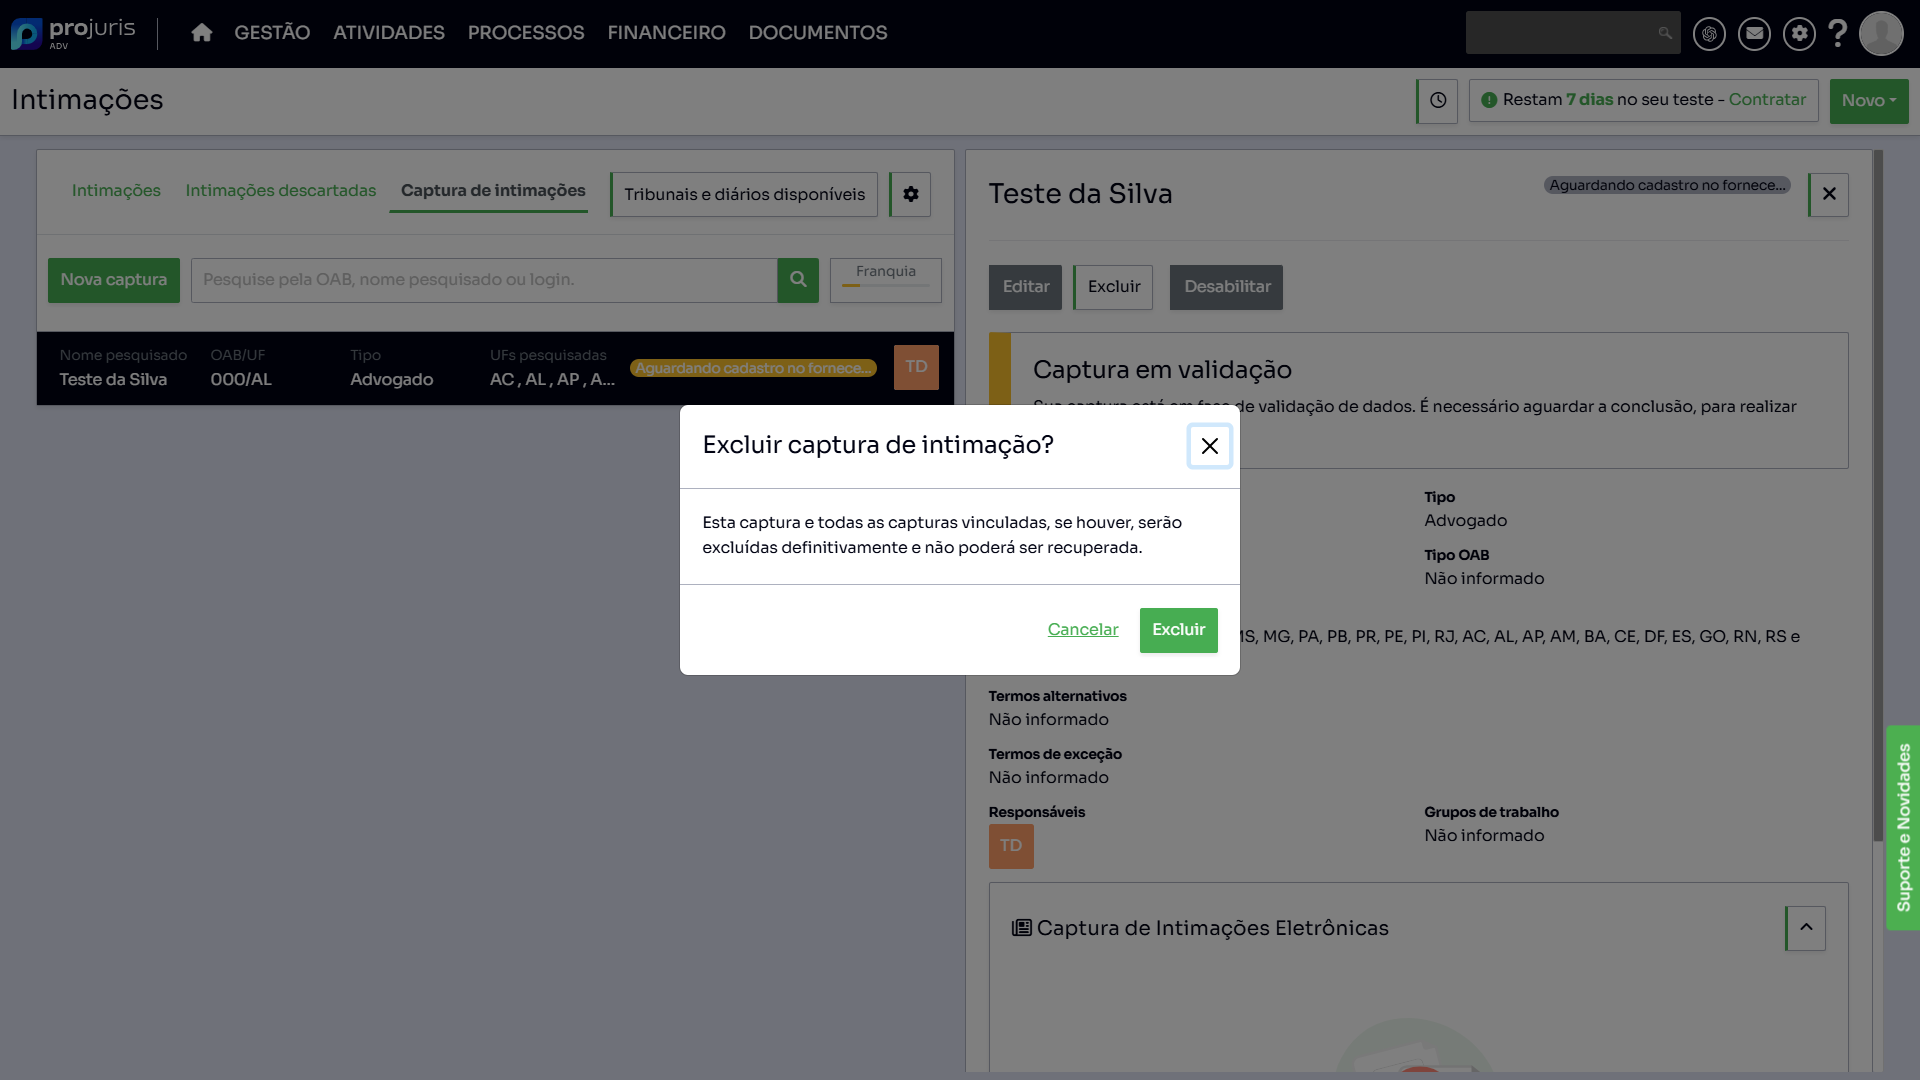 projuris
ADV
GESTÃO
ATIVIDADES
PROCESSOS
FINANCEIRO
DOCUMENTOS
?
Intimações
Restam 7 dias no seu teste - Contratar
Novo
Intimações
Intimações descartadas
Captura de intimações
Tribunais e diários disponíveis
Nova captura
Pesquise pela OAB, nome pesquisado ou login.
Franquia
Nome pesquisado
Teste da Silva
OAB/UF
000/AL
Tipo
Advogado
UFs pesquisadas
AC , AL , AP , A...
Aguardando cadastro no fornece...
TD
Teste da Silva
Aguardando cadastro no fornece...
Editar
Excluir
Desabilitar
Captura em validação
Sua captura está em fase de validação de dados. É necessário aguardar a conclusão, para realizar
Excluir captura de intimação?
Esta captura e todas as capturas vinculadas, se houver, serão
excluídas definitivamente e não poderá ser recuperada.
Cancelar
Excluir
Tipo
Advogado
Tipo OAB
Não informado
MS, MG, PA, PB, PR, PE, PI, RJ, AC, AL, AP, AM, BA, CE, DF, ES, GO, RN, RS e
Termos alternativos
Não informado
Termos de exceção
Não informado
Responsáveis
TD
Grupos de trabalho
Não informado
Captura de Intimações Eletrônicas
Suporte e Novidades